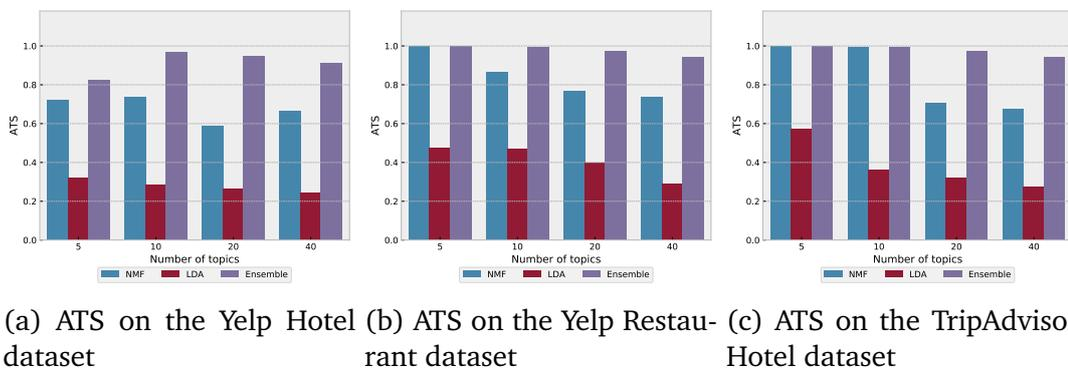 1.0
0.8
0.6
0.4
0.2
0.0
ATS
5 10 20 40
Number of topics
NMF LDA Ensemble
1.0
0.8
0.6
0.4
0.2
0.0
ATS
5 10 20 40
Number of topics
NMF LDA Ensemble
1.0
0.8
0.6
0.4
0.2
0.0
ATS
5 10 20 40
Number of topics
NMF LDA Ensemble
(a) ATS on the Yelp Hotel
dataset
(b) ATS on the Yelp Restau-
rant dataset
(c) ATS on the TripAdviso
Hotel dataset